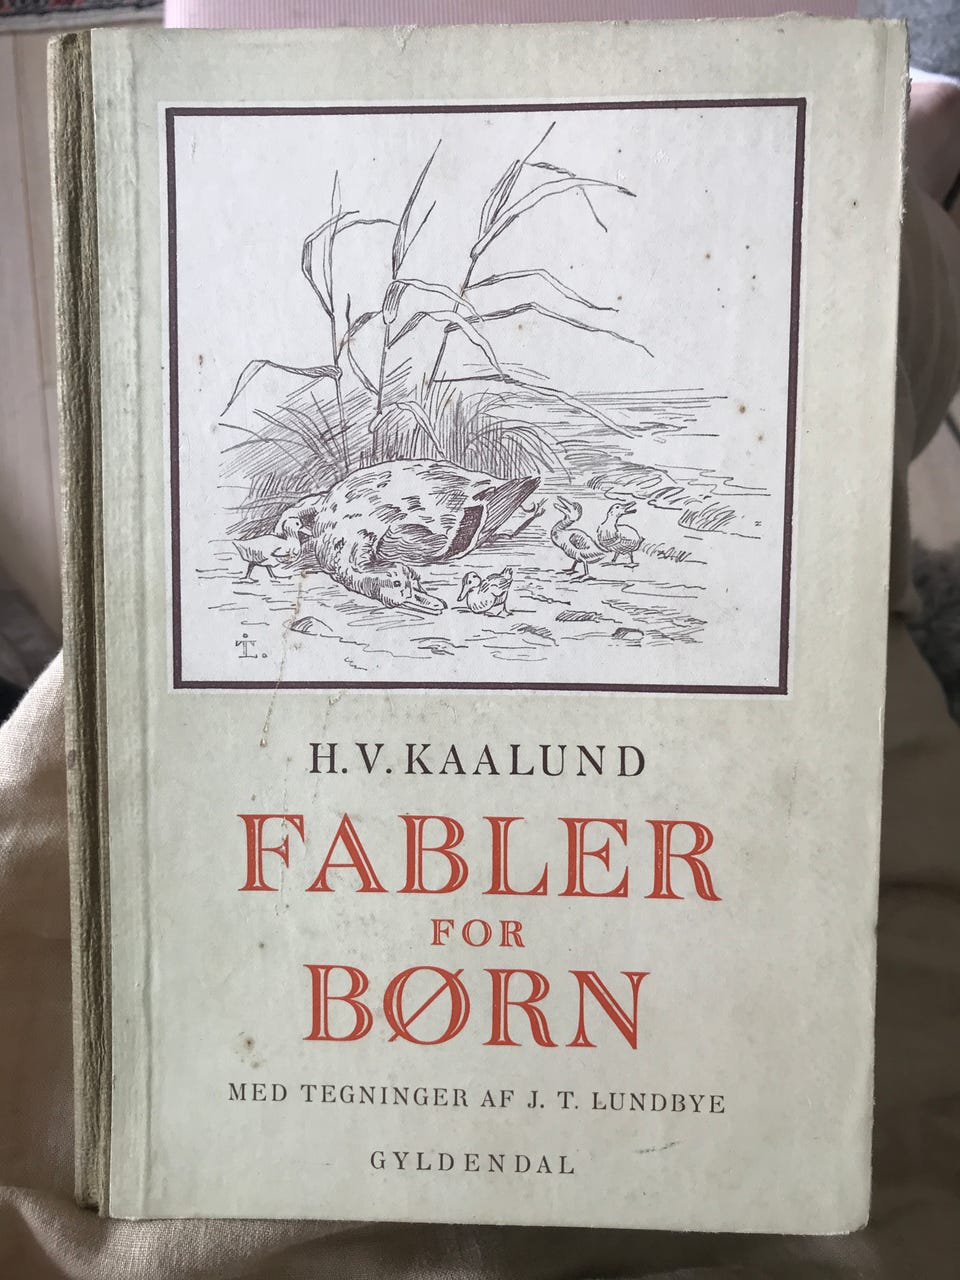 H. V. KAALUND
FABLER
FOR
BØRN
MED TEGNINGER AF J. T. LUNDBYE
GYLDENDAL